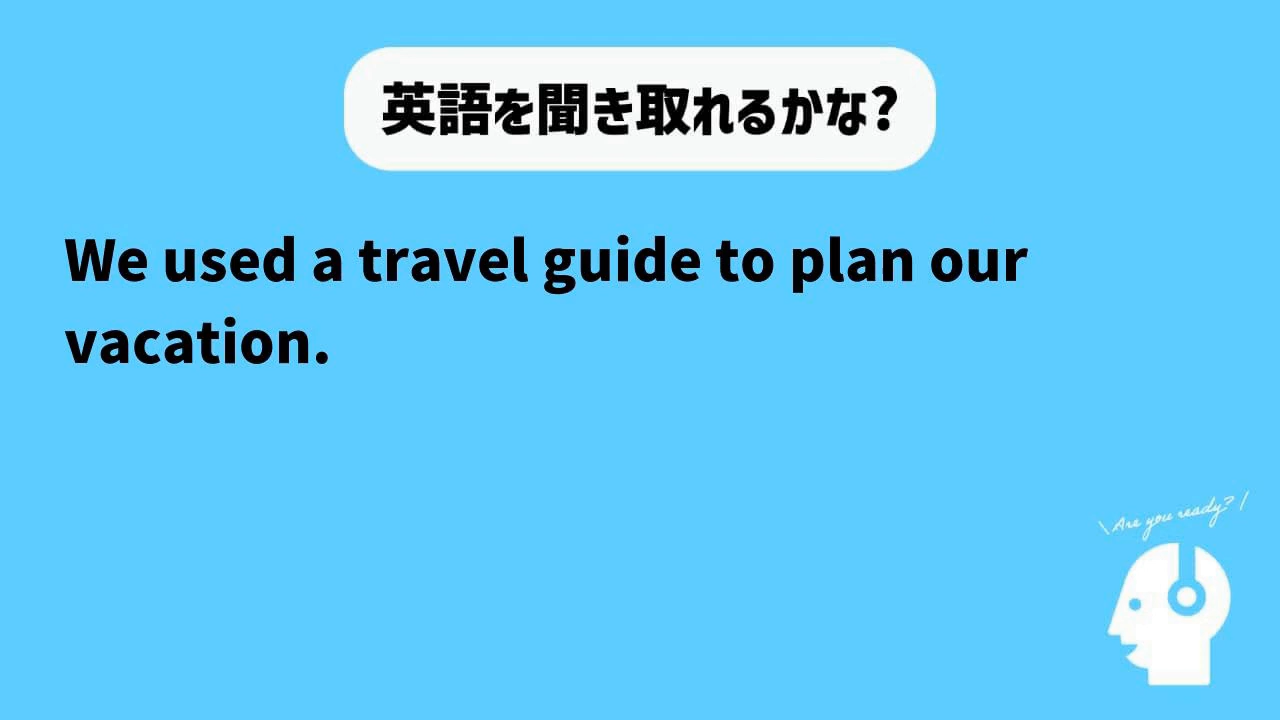 英語を聞き取れるかな?
We used a travel guide to plan our
vacation.
\ Are you ready? /